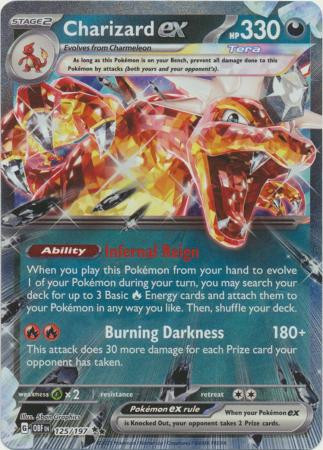 STAGE2 Charizard ex HP330
Evolves from Charmeleon Tera
As long as this Pokémon is on your Bench, prevent all damage done to this
Pokémon by attacks (both yours and your opponent's).
Ability Infernal Reign
When you play this Pokémon from your hand to evolve
1 of your Pokémon during your turn, you may search your
deck for up to 3 Basic Energy cards and attach them
to your Pokémon in any way you like. Then, shuffle your deck.
Burning Darkness 180+
This attack does 30 more damage for each Prize card your
opponent has taken.
weakness ×2 resistance retreat
Pokémon ex rule
When your Pokémon ex
is Knocked Out, your opponent takes 2 Prize cards.
Illus. 5ban Graphics
G OBF EN 125/197